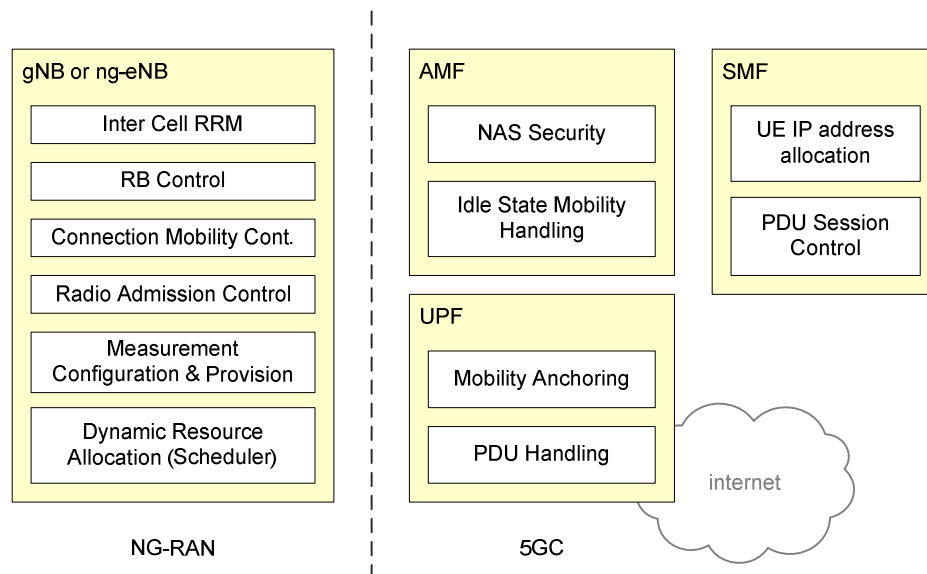 gNB or ng-eNB
Inter Cell RRM
RB Control
Connection Mobility Cont.
Radio Admission Control
Measurement
Configuration & Provision
Dynamic Resource
Allocation (Scheduler)
NG-RAN
AMF
NAS Security
Idle State Mobility
Handling
SMF
UE IP address
allocation
PDU Session
Control
UPF
Mobility Anchoring
PDU Handling
internet
5GC